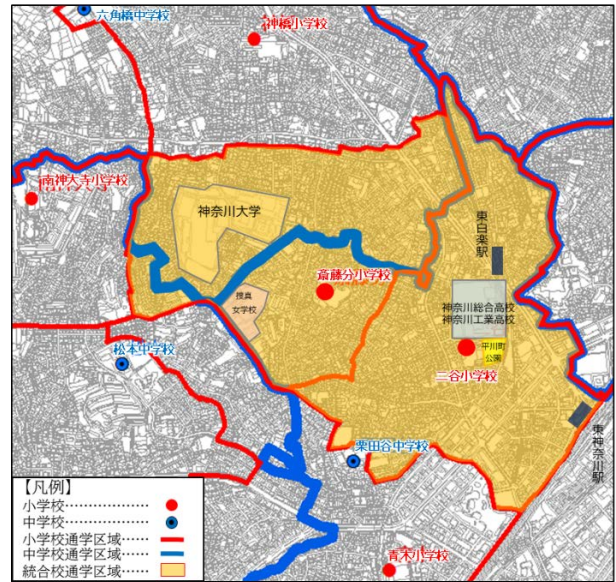 六角橋中学校
神橋小学校
南神大寺小学校
神奈川大学
東白楽駅
斎藤分小学校
捜真
女学校
神奈川総合高校
神奈川工業高校
平川町
公園
松本中学校
二谷小学校
栗田谷中学校
東神奈川駅
青木小学校
【凡例】
小学校………………
中学校………………
小学校通学区域……
中学校通学区域……
統合校通学区域……